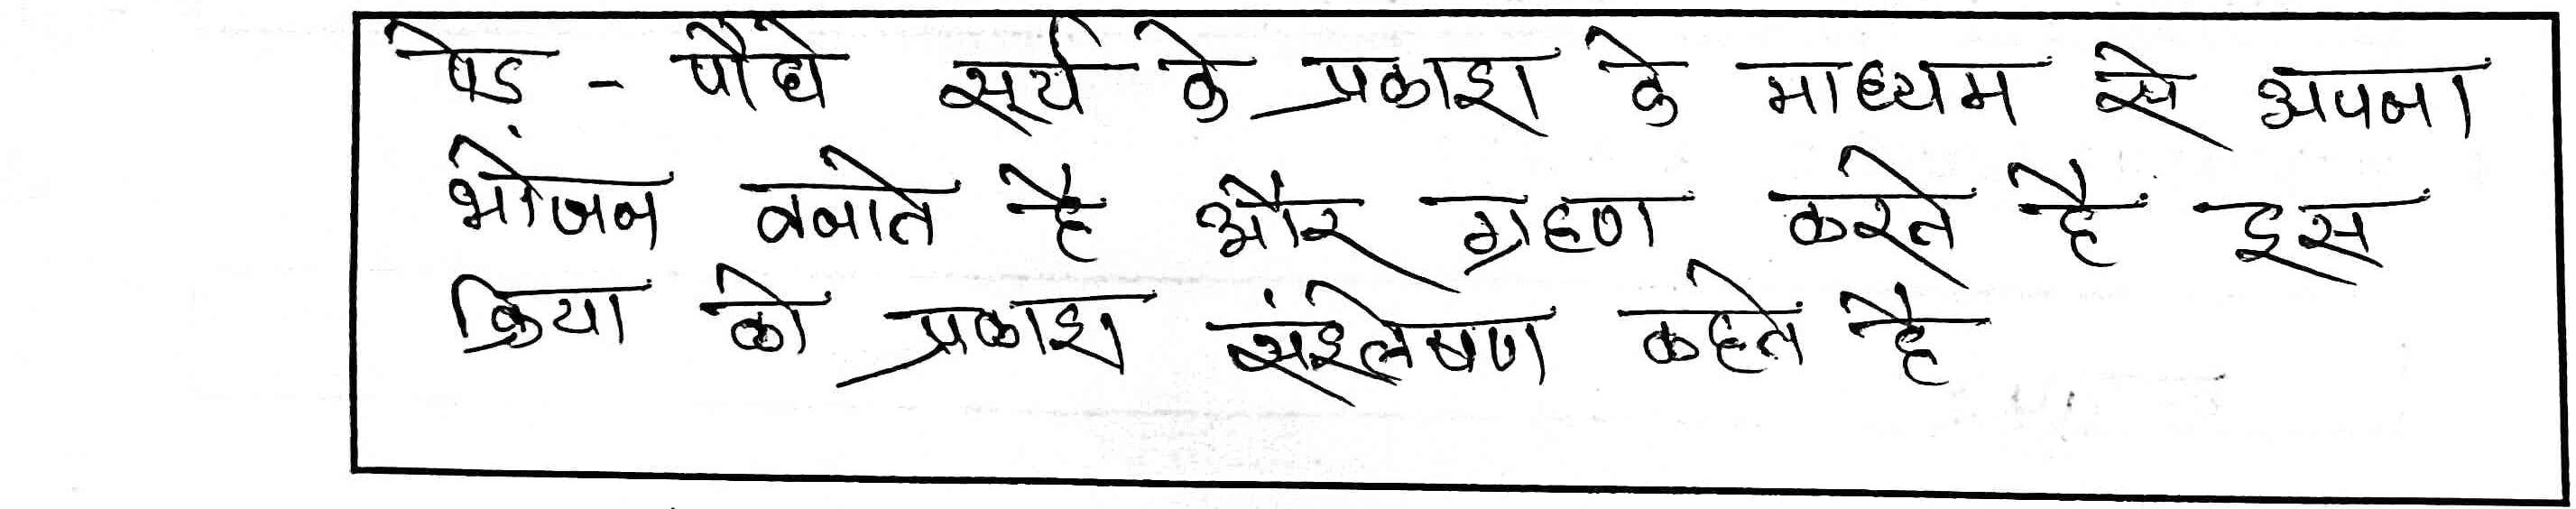 पेड - पौधे सूर्य के प्रकाश के माध्यम से अपना
भोंजन बनाते है और ग्रहण करते है इस
क्रिया को प्रकाश संश्लेषण कहते है